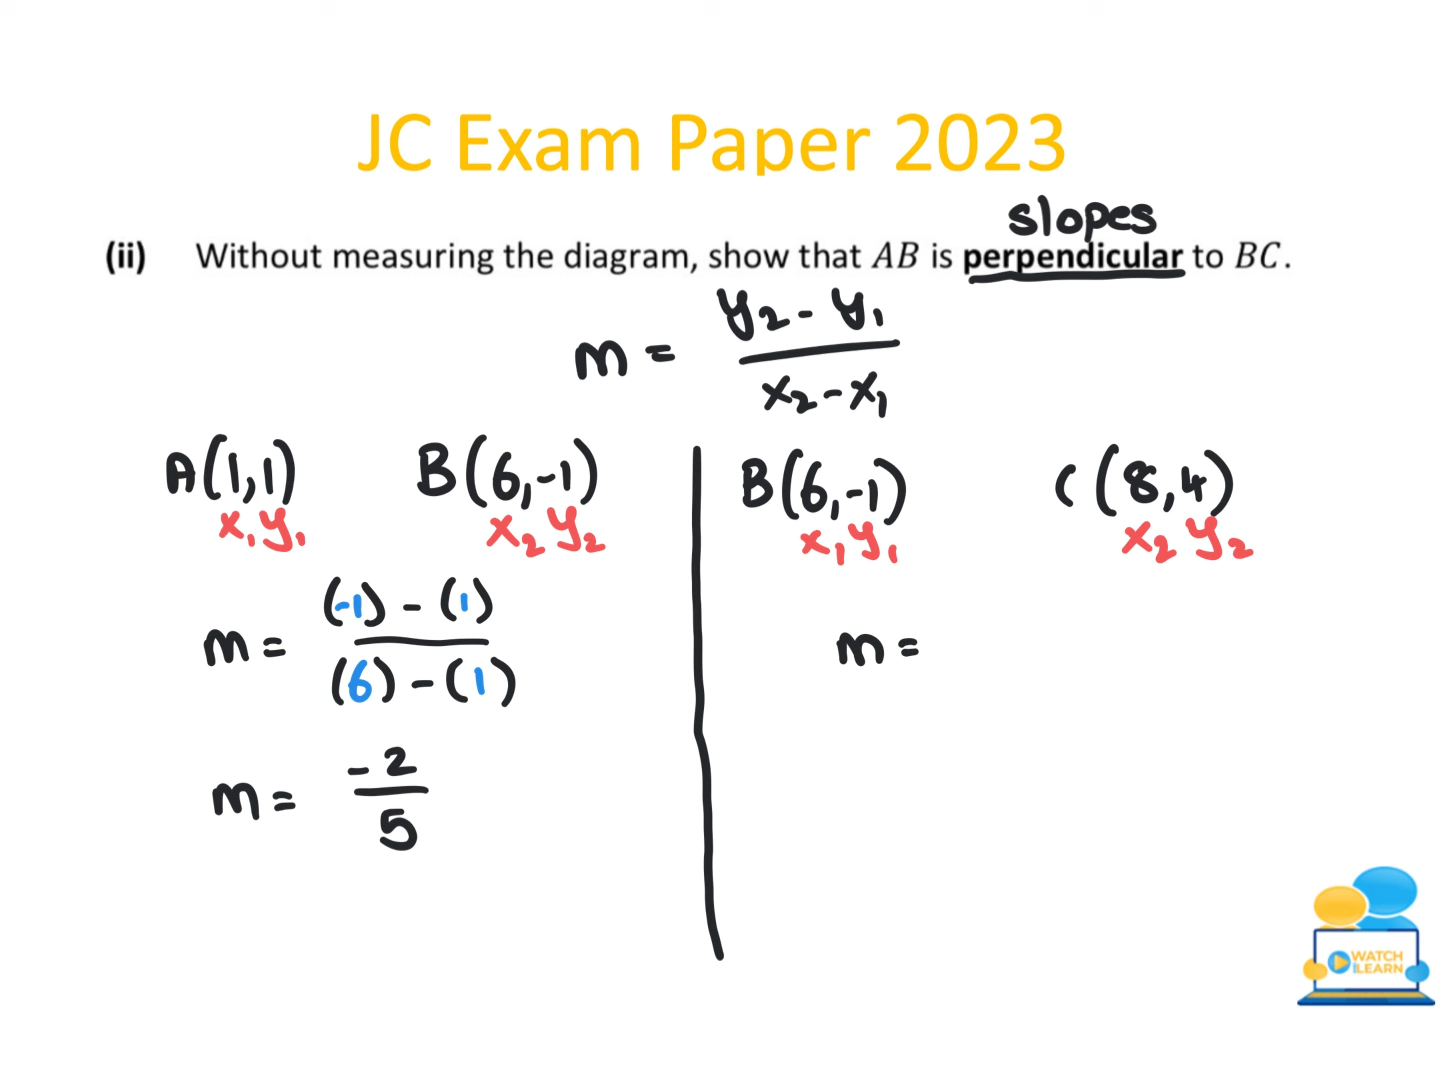 JC Exam Paper 2023
slopes
(ii) Without measuring the diagram, show that AB is perpendicular to BC.
m = y₂ - y₁
x₂ - x₁
A(1,1) B(6,-1)
x₁ y₁ x₂ y₂
m = (-1) - (1)
(6) - (1)
m = -2
5
B(6,-1) C(8,4)
x₁ y₁ x₂ y₂
m =
WATCH
2LEARN